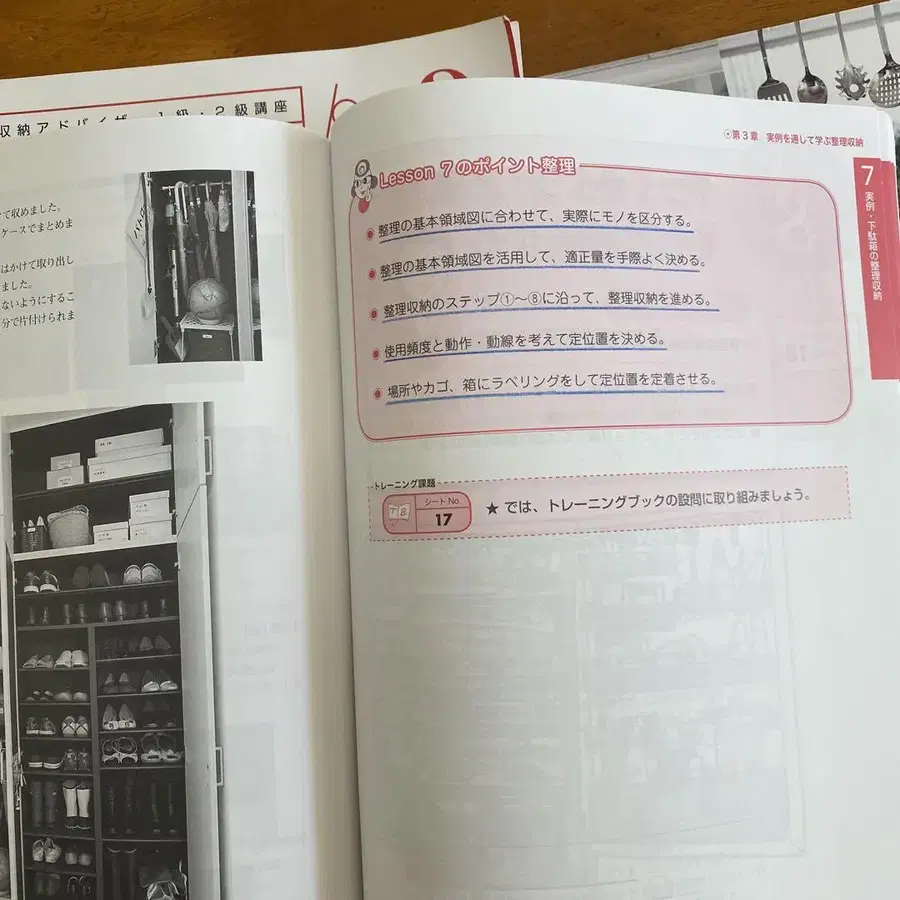 収納アドバイザー 1級・2級講座
て収めました。
ケースでまとめま
はかけて取り出し
ました。
ないようにするこ
分で片付けられま
第3章 実例を通して学ぶ整理収納
7
実例・下駄箱の整理収納
Lesson 7のポイント整理
整理の基本領域図に合わせて、実際にモノを区分する。
整理の基本領域図を活用して、適正量を手際よく決める。
整理収納のステップ①〜⑧に沿って、整理収納を進める。
使用頻度と動作・動線を考えて定位置を決める。
場所やカゴ、箱にラベリングをして定位置を定着させる。
トレーニング課題
TB
シートNo.
17
★ では、トレーニングブックの設問に取り組みましょう。